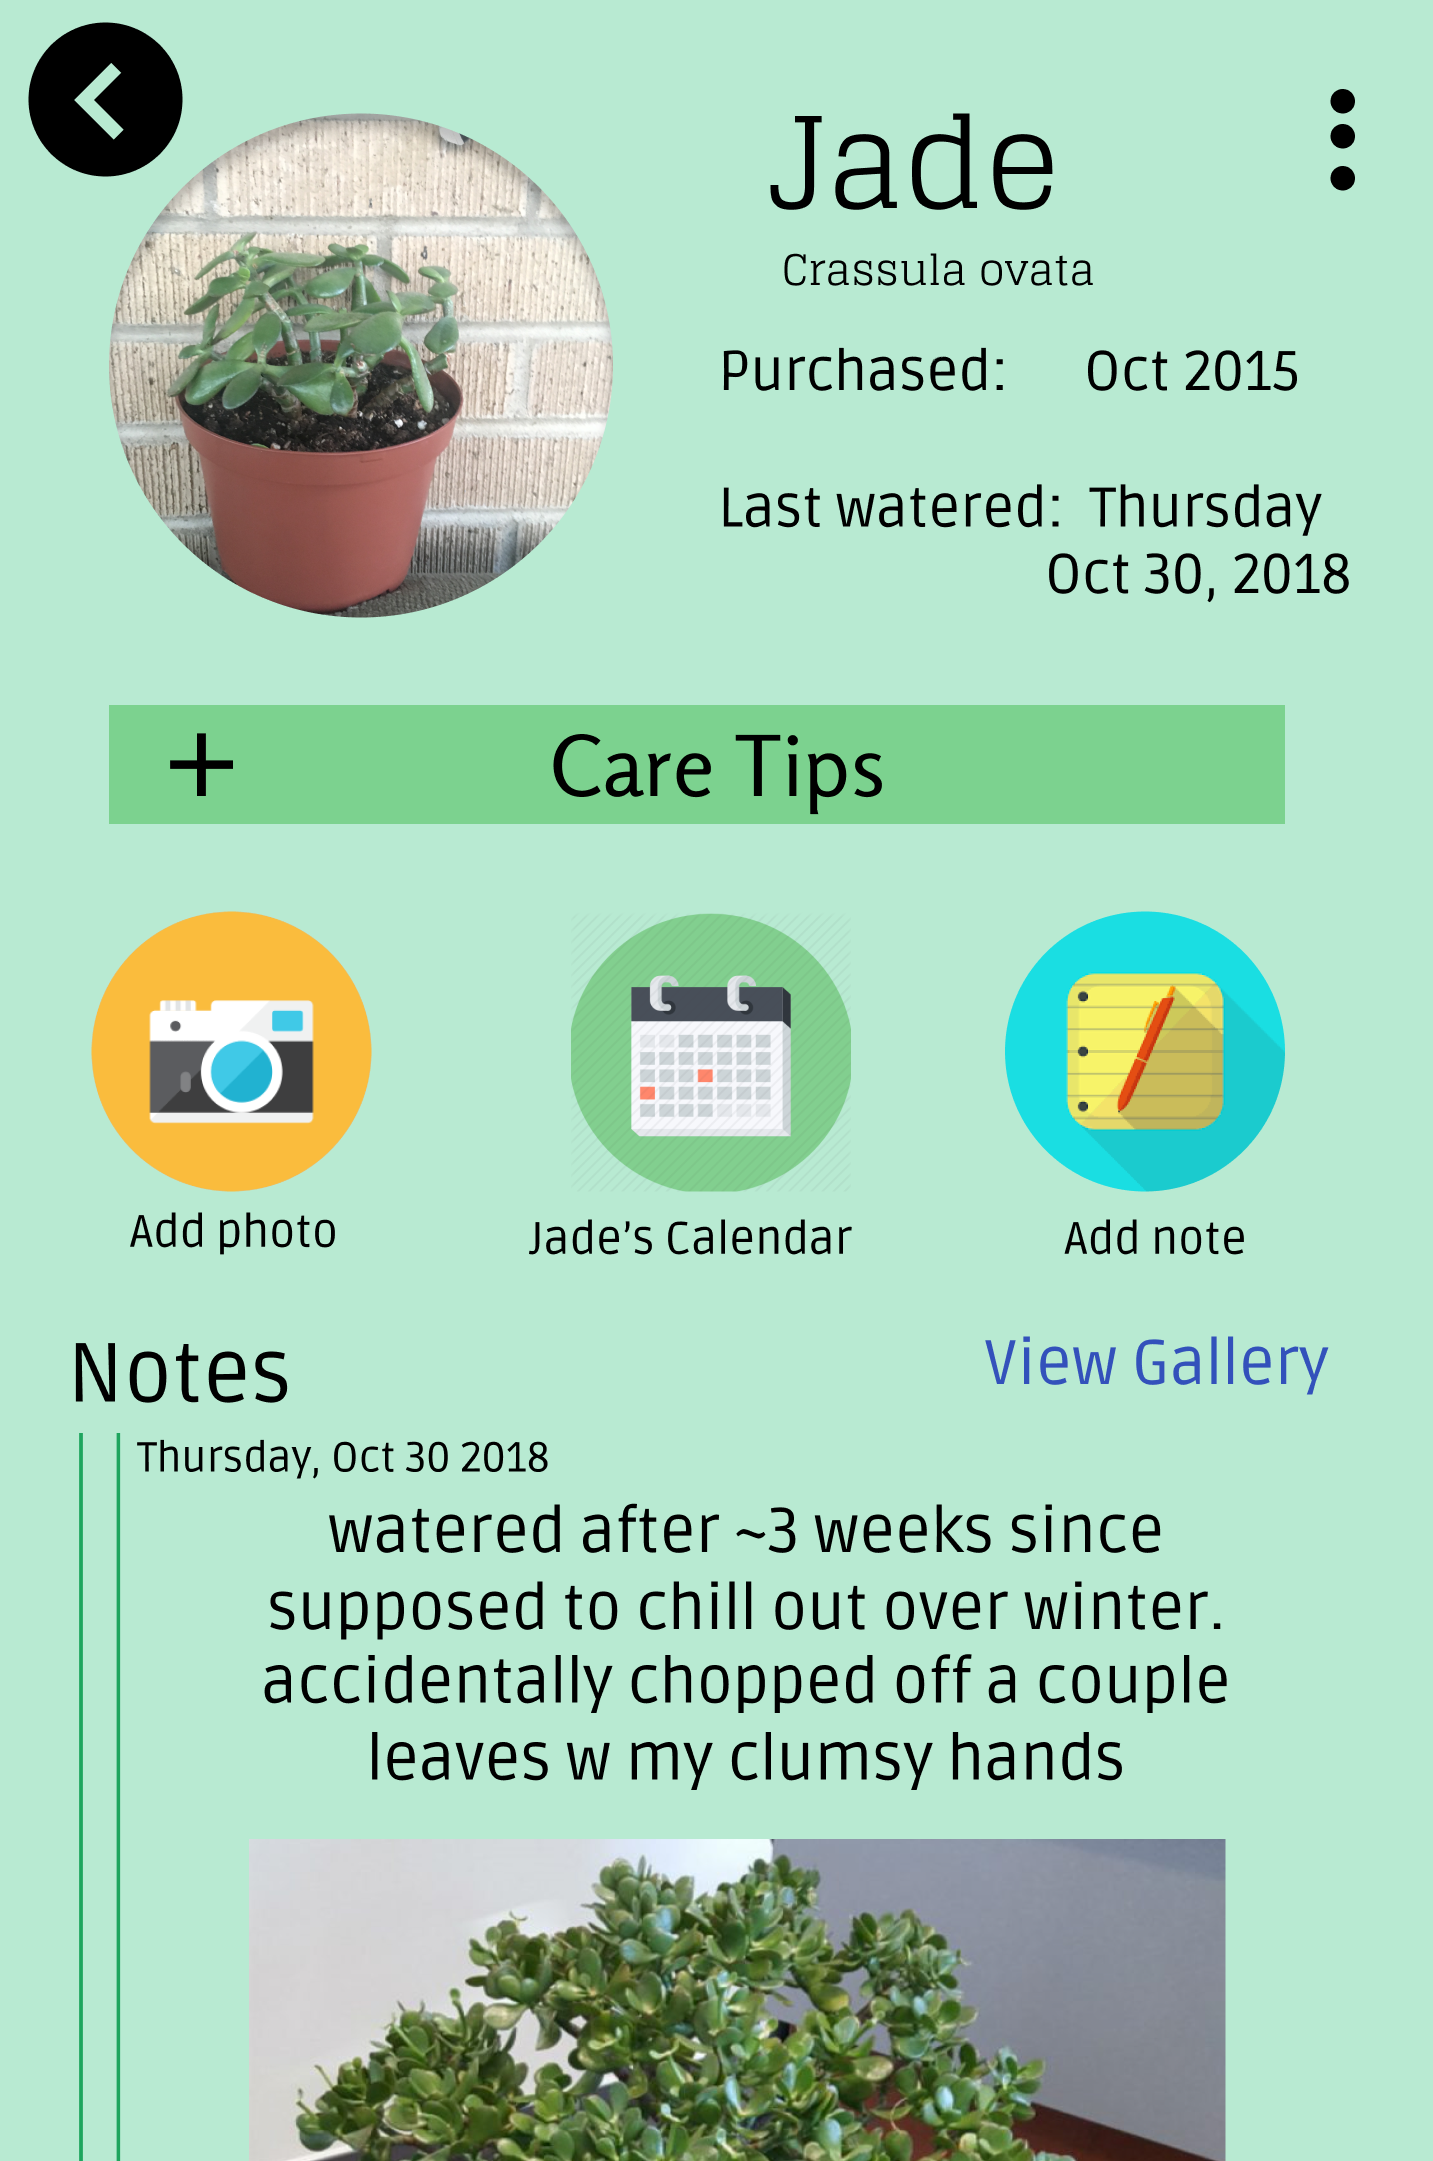 Jade
Crassula ovata
Purchased: Oct 2015
Last watered: Thursday
Oct 30, 2018
Care Tips
Add photo
Jade's Calendar
Add note
Notes
View Gallery
Thursday, Oct 30 2018
watered after ~3 weeks since
supposed to chill out over winter.
accidentally chopped off a couple
leaves w my clumsy hands